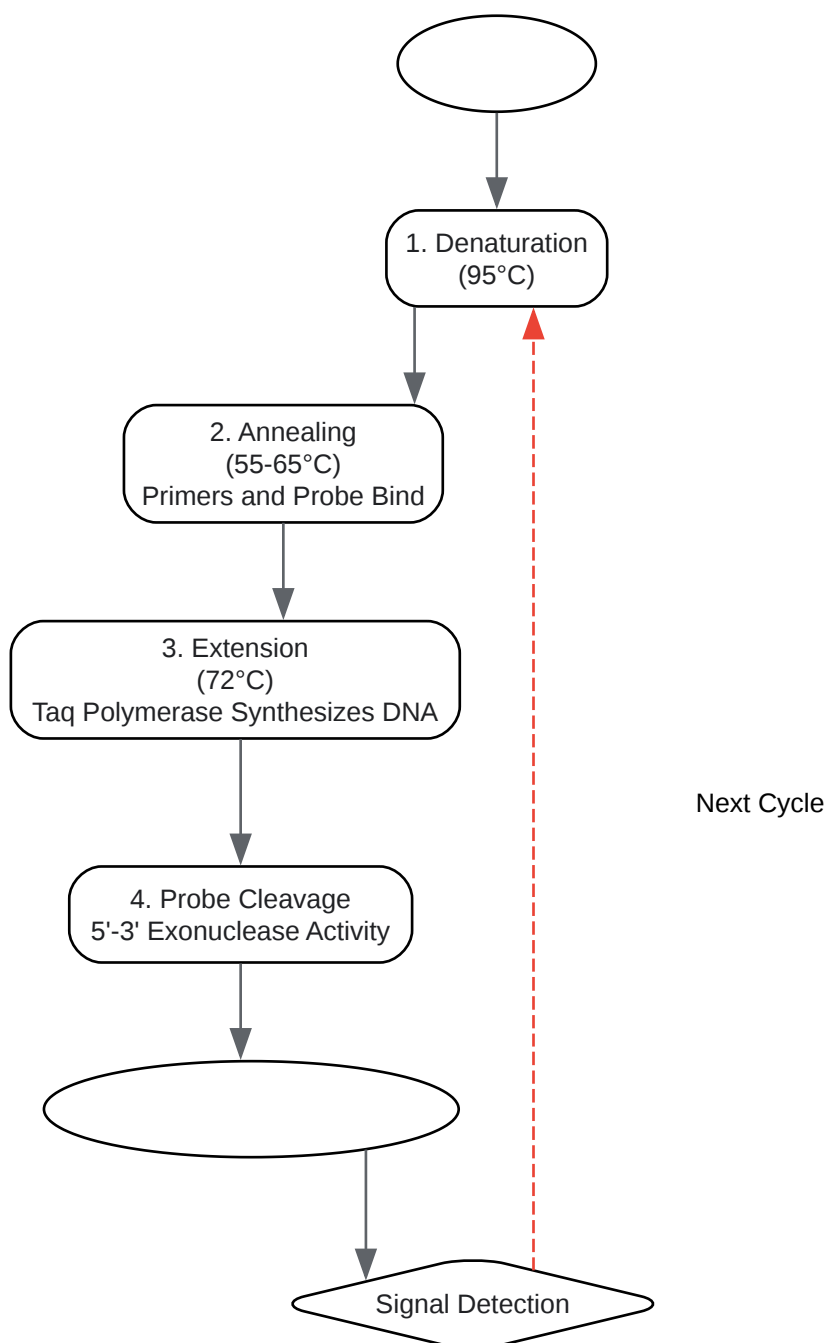 1. Denaturation
(95°C)
2. Annealing
(55-65°C)
Primers and Probe Bind
3. Extension
(72°C)
Taq Polymerase Synthesizes DNA
Next Cycle
4. Probe Cleavage
5'-3' Exonuclease Activity
Signal Detection